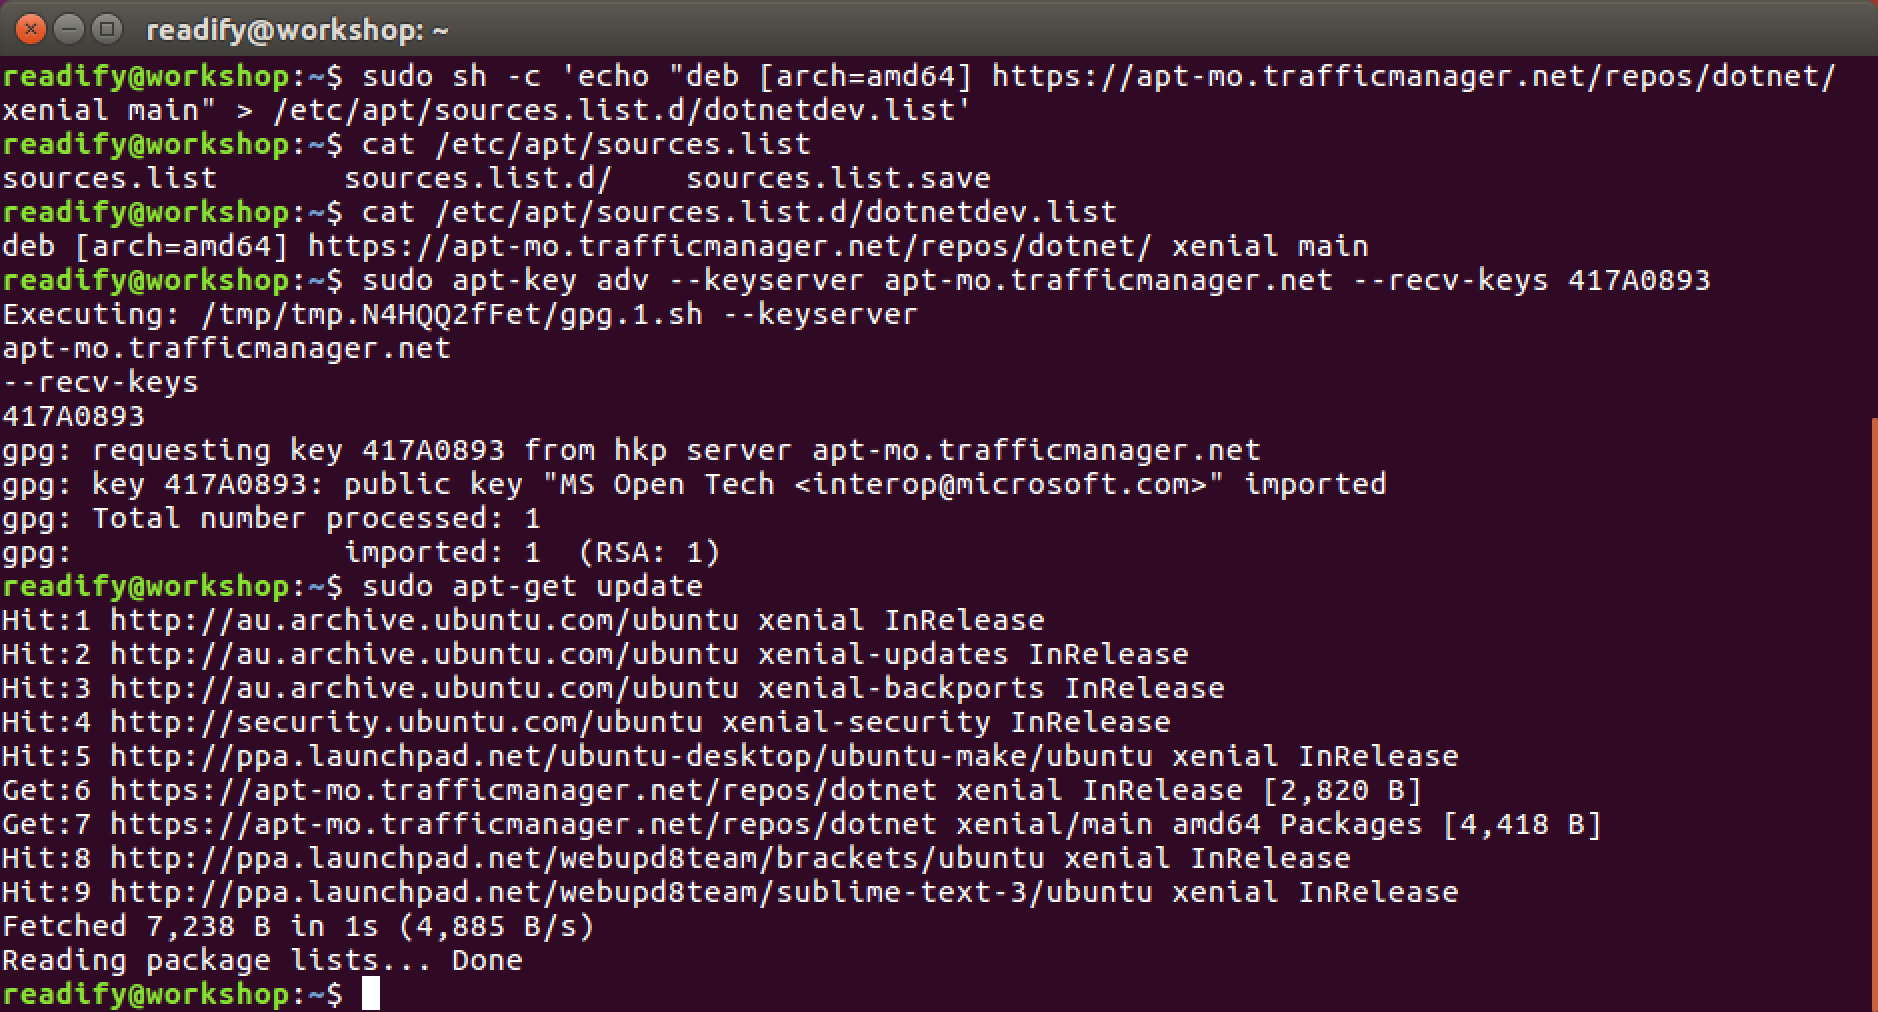 readify@workshop: ~
readify@workshop:~$ sudo sh -c 'echo "deb [arch=amd64] https://apt-mo.trafficmanager.net/repos/dotnet/
xenial main" > /etc/apt/sources.list.d/dotnetdev.list'
readify@workshop:~$ cat /etc/apt/sources.list
sources.list       sources.list.d/    sources.list.save
readify@workshop:~$ cat /etc/apt/sources.list.d/dotnetdev.list
deb [arch=amd64] https://apt-mo.trafficmanager.net/repos/dotnet/ xenial main
readify@workshop:~$ sudo apt-key adv --keyserver apt-mo.trafficmanager.net --recv-keys 417A0893
Executing: /tmp/tmp.N4HQQ2fFet/gpg.1.sh --keyserver
apt-mo.trafficmanager.net
--recv-keys
417A0893
gpg: requesting key 417A0893 from hkp server apt-mo.trafficmanager.net
gpg: key 417A0893: public key "MS Open Tech <interop@microsoft.com>" imported
gpg: Total number processed: 1
gpg:               imported: 1  (RSA: 1)
readify@workshop:~$ sudo apt-get update
Hit:1 http://au.archive.ubuntu.com/ubuntu xenial InRelease
Hit:2 http://au.archive.ubuntu.com/ubuntu xenial-updates InRelease
Hit:3 http://au.archive.ubuntu.com/ubuntu xenial-backports InRelease
Hit:4 http://security.ubuntu.com/ubuntu xenial-security InRelease
Hit:5 http://ppa.launchpad.net/ubuntu-desktop/ubuntu-make/ubuntu xenial InRelease
Get:6 https://apt-mo.trafficmanager.net/repos/dotnet xenial InRelease [2,820 B]
Get:7 https://apt-mo.trafficmanager.net/repos/dotnet xenial/main amd64 Packages [4,418 B]
Hit:8 http://ppa.launchpad.net/webupd8team/brackets/ubuntu xenial InRelease
Hit:9 http://ppa.launchpad.net/webupd8team/sublime-text-3/ubuntu xenial InRelease
Fetched 7,238 B in 1s (4,885 B/s)
Reading package lists... Done
readify@workshop:~$